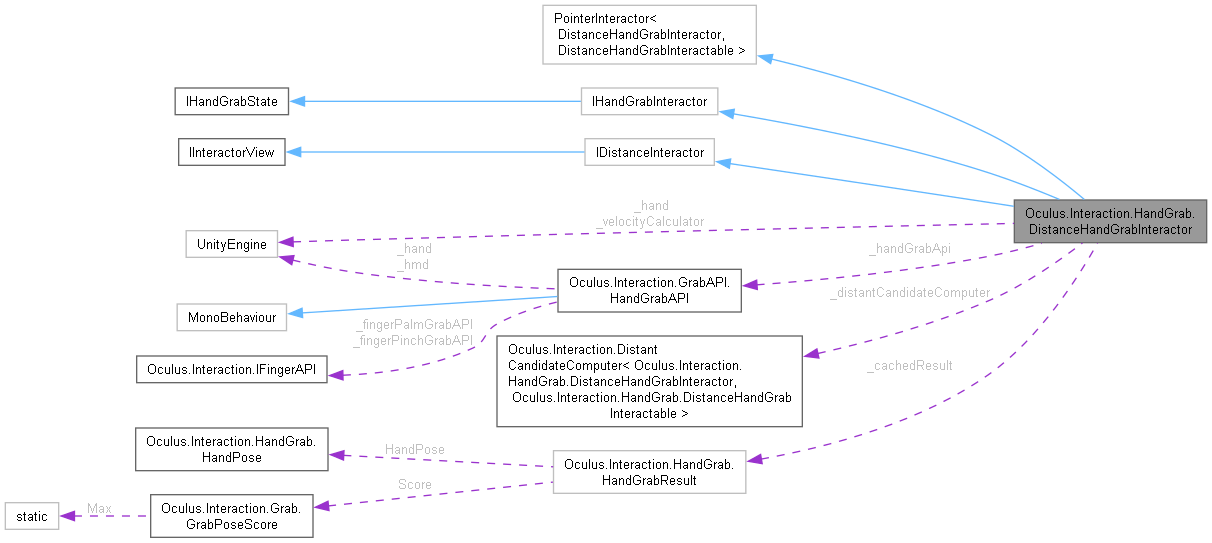 PointerInteractor<
DistanceHandGrabInteractor,
DistanceHandGrabInteractable >
IHandGrabState
IHandGrabInteractor
IInteractorView
IDistanceInteractor
Oculus.Interaction.HandGrab.
DistanceHandGrabInteractor
_hand
_velocityCalculator
UnityEngine
_hand
_hmd
_handGrabApi
Oculus.Interaction.GrabAPI.
HandGrabAPI
_distantCandidateComputer
MonoBehaviour
_fingerPalmGrabAPI
_fingerPinchGrabAPI
Oculus.Interaction.IFingerAPI
Oculus.Interaction.Distant
CandidateComputer< Oculus.Interaction.
HandGrab.DistanceHandGrabInteractor,
Oculus.Interaction.HandGrab.DistanceHandGrab
Interactable >
_cachedResult
Oculus.Interaction.HandGrab.
HandPose
HandPose
Oculus.Interaction.HandGrab.
HandGrabResult
Score
static
Max
Oculus.Interaction.Grab.
GrabPoseScore